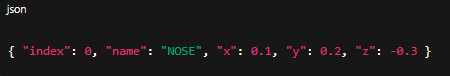 json
{ "index": 0, "name": "NOSE", "x": 0.1, "y": 0.2, "z": -0.3 }